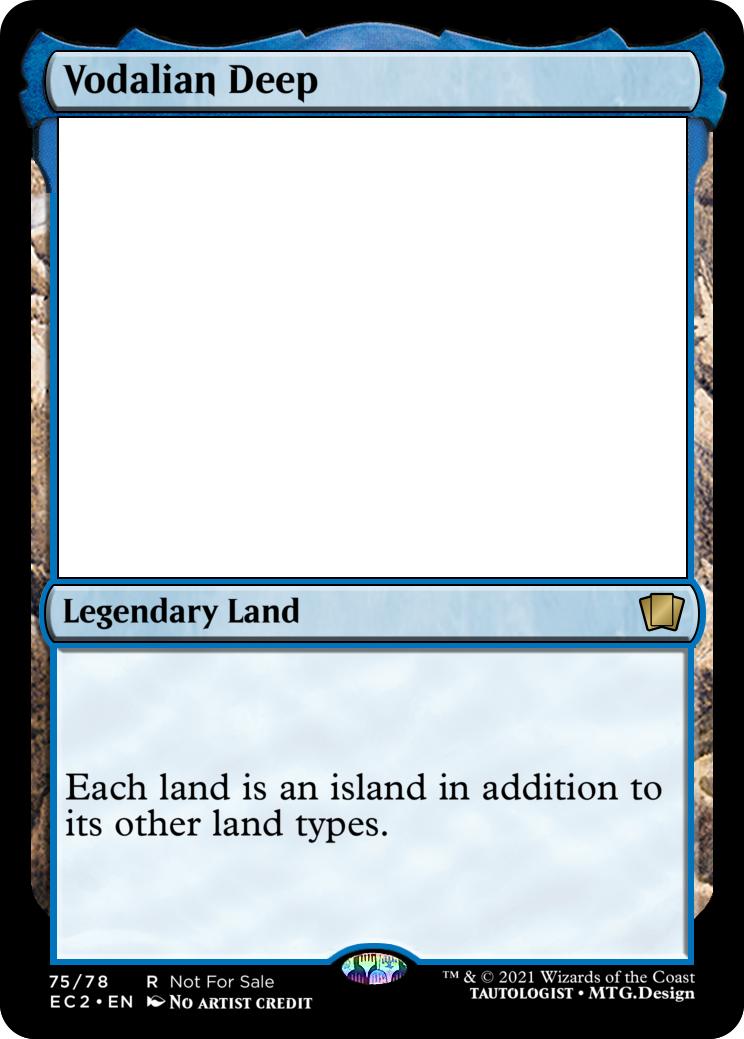 Vodalian Deep
Legendary Land
Each land is an island in addition to
its other land types.
75/78 R Not For Sale
EC2 • EN No artist credit
™ & © 2021 Wizards of the Coast
TAUTOLOGIST • MTG.Design